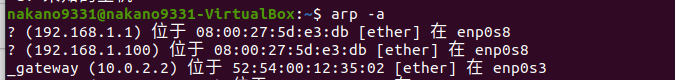 nakano9331@nakano9331-VirtualBox:~$ arp -a
? (192.168.1.1) 位于 08:00:27:5d:e3:db [ether] 在 enp0s8
? (192.168.1.100) 位于 08:00:27:5d:e3:db [ether] 在 enp0s8
_gateway (10.0.2.2) 位于 52:54:00:12:35:02 [ether] 在 enp0s3